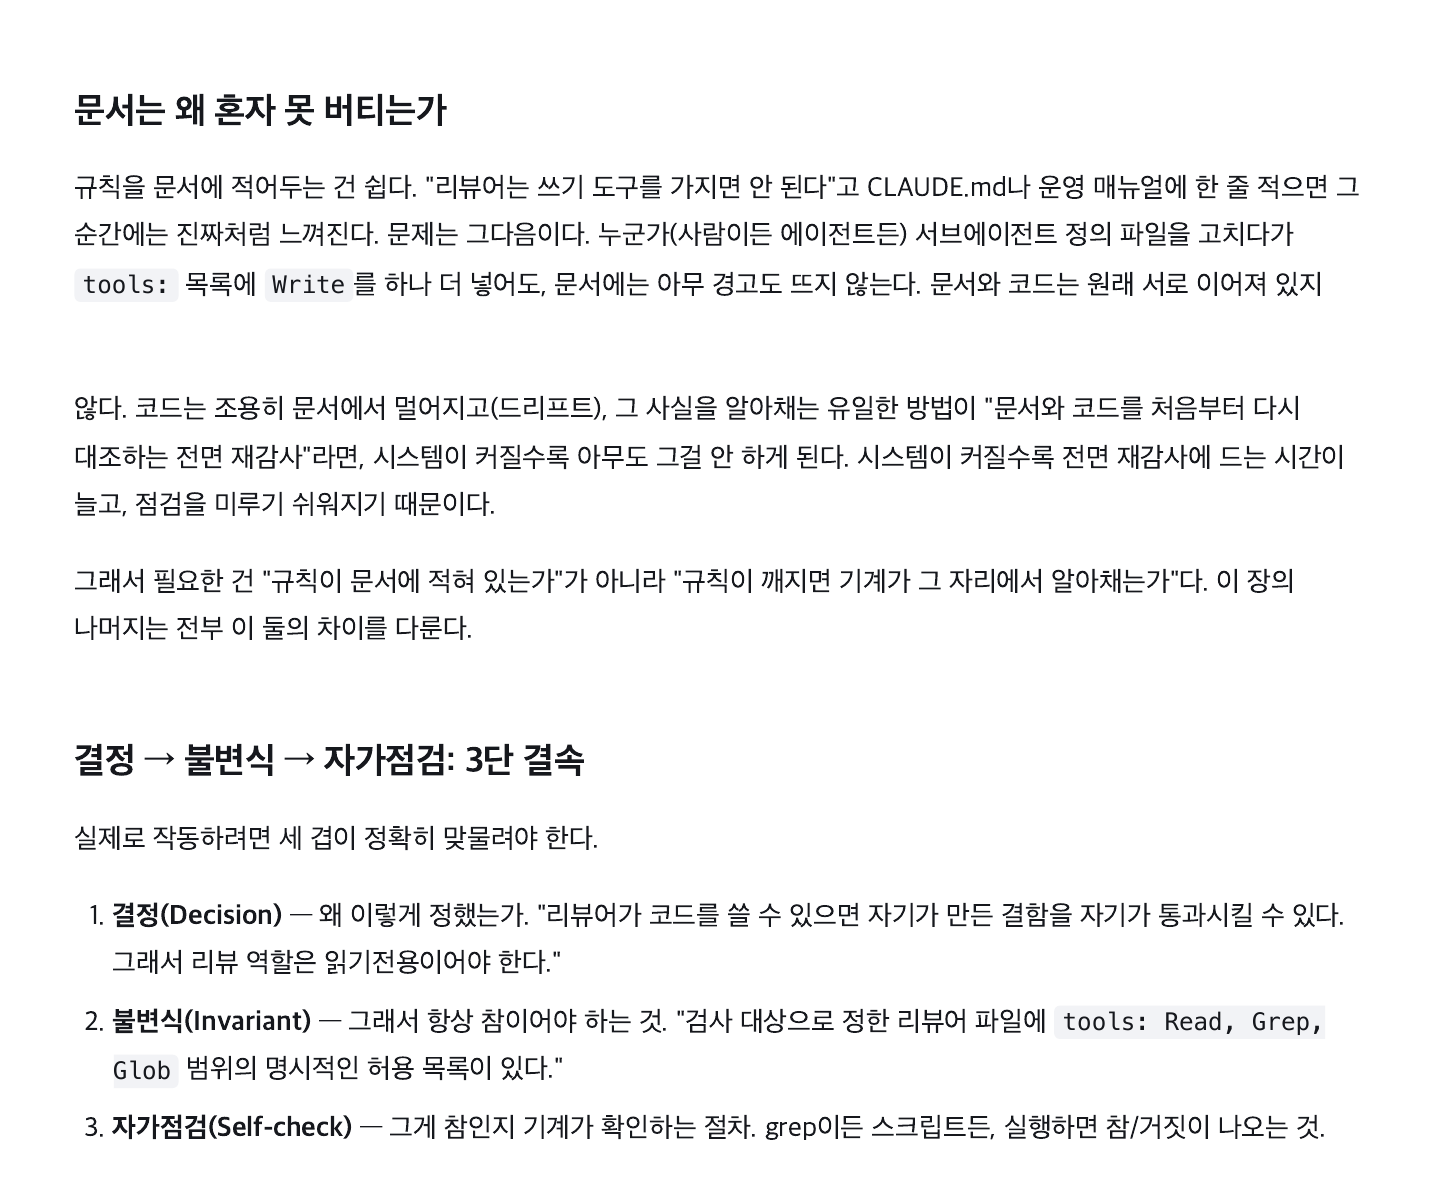 문서는 왜 혼자 못 버티는가
규칙을 문서에 적어두는 건 쉽다. "리뷰어는 쓰기 도구를 가지면 안 된다"고 CLAUDE.md나 운영 매뉴얼에 한 줄 적으면 그
순간에는 진짜처럼 느껴진다. 문제는 그다음이다. 누군가(사람이든 에이전트든) 서브에이전트 정의 파일을 고치다가
tools: 목록에 Write를 하나 더 넣어도, 문서에는 아무 경고도 뜨지 않는다. 문서와 코드는 원래 서로 이어져 있지
않다. 코드는 조용히 문서에서 멀어지고(드리프트), 그 사실을 알아채는 유일한 방법이 "문서와 코드를 처음부터 다시
대조하는 전면 재감사"라면, 시스템이 커질수록 아무도 그걸 안 하게 된다. 시스템이 커질수록 전면 재감사에 드는 시간이
늘고, 점검을 미루기 쉬워지기 때문이다.
그래서 필요한 건 "규칙이 문서에 적혀 있는가"가 아니라 "규칙이 깨지면 기계가 그 자리에서 알아채는가"다. 이 장의
나머지는 전부 이 둘의 차이를 다룬다.
결정 → 불변식 → 자가점검: 3단 결속
실제로 작동하려면 세 겹이 정확히 맞물려야 한다.
1. 결정(Decision) — 왜 이렇게 정했는가. "리뷰어가 코드를 쓸 수 있으면 자기가 만든 결함을 자기가 통과시킬 수 있다.
그래서 리뷰 역할은 읽기전용이어야 한다."
2. 불변식(Invariant) — 그래서 항상 참이어야 하는 것. "검사 대상으로 정한 리뷰어 파일에 tools: Read, Grep,
Glob 범위의 명시적인 허용 목록이 있다."
3. 자가점검(Self-check) — 그게 참인지 기계가 확인하는 절차. grep이든 스크립트든, 실행하면 참/거짓이 나오는 것.